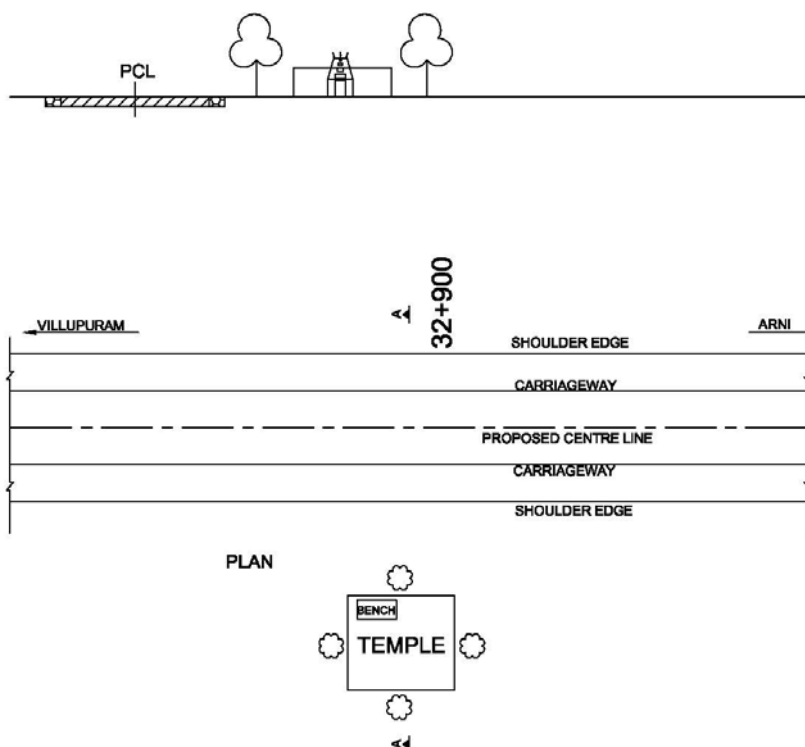 PCL
A
32+900
VILLUPURAM
ARNI
SHOULDER EDGE
CARRIAGEWAY
PROPOSED CENTRE LINE
CARRIAGEWAY
SHOULDER EDGE
PLAN
BENCH
TEMPLE
A